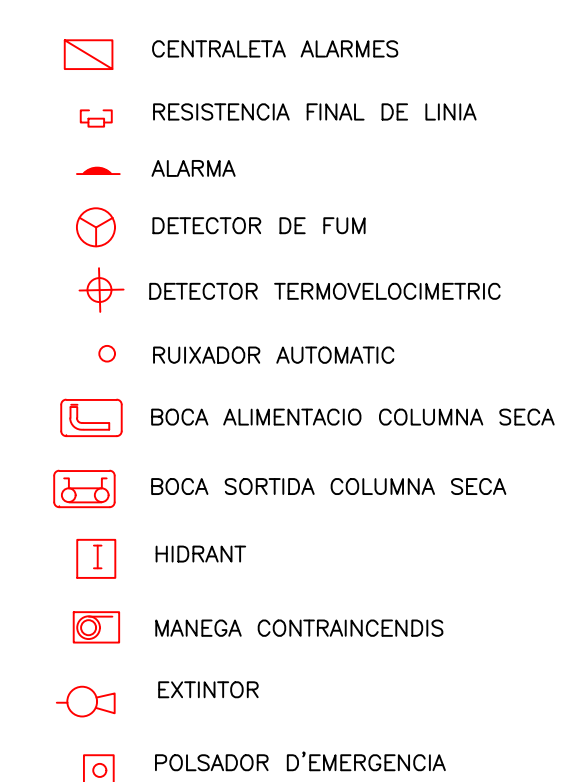 CENTRALETA ALARMES
RESISTENCIA FINAL DE LINIA
ALARMA
DETECTOR DE FUM
DETECTOR TERMOVELOCIMETRIC
RUIXADOR AUTOMATIC
BOCA ALIMENTACIO COLUMNA SECA
BOCA SORTIDA COLUMNA SECA
HIDRANT
MANEGA CONTRAINCENDIS
EXTINTOR
POLSADOR D'EMERGENCIA